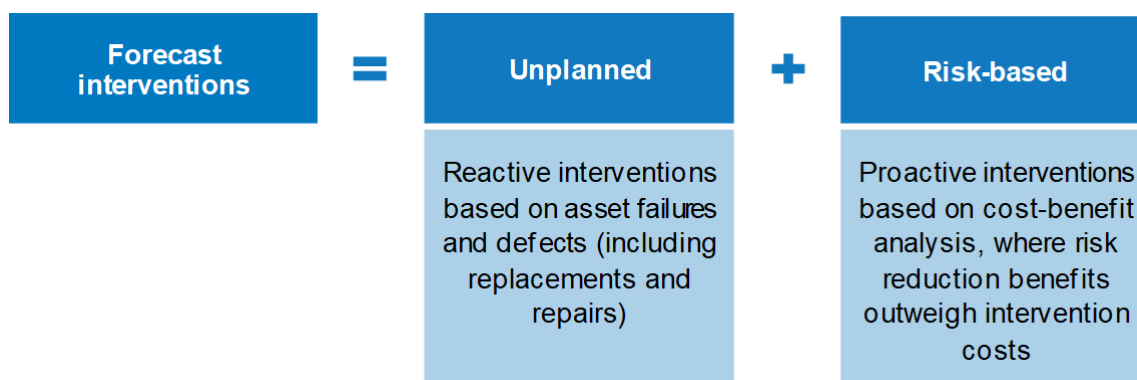 Forecast
interventions
=
Unplanned
+
Risk-based
Reactive interventions
based on asset failures
and defects (including
replacements and
repairs)
Proactive interventions
based on cost-benefit
analysis, where risk
reduction benefits
outweigh intervention
costs